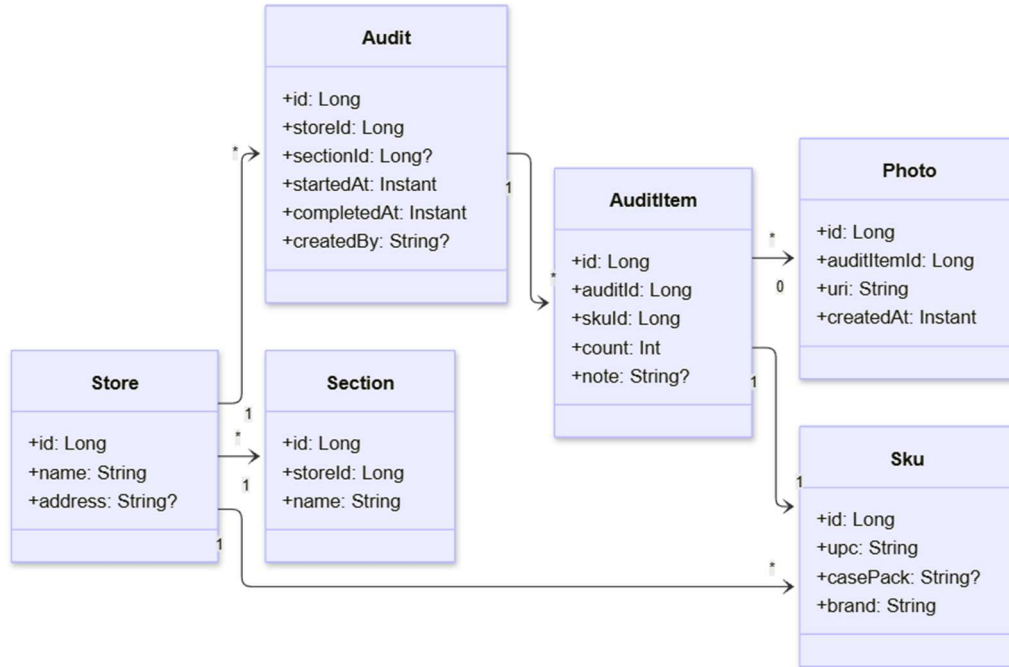 Audit
+id: Long
+storeId: Long
+sectionId: Long?
+startedAt: Instant
+completedAt: Instant
+createdBy: String?
*
1
AuditItem
+id: Long
+auditId: Long
+skuId: Long
+count: Int
+note: String?
*
1
Photo
+id: Long
+auditItemId: Long
+uri: String
+createdAt: Instant
*
0
Store
+id: Long
+name: String
+address: String?
1
*
1
1
Section
+id: Long
+storeId: Long
+name: String
Sku
+id: Long
+upc: String
+casePack: String?
+brand: String
1
*